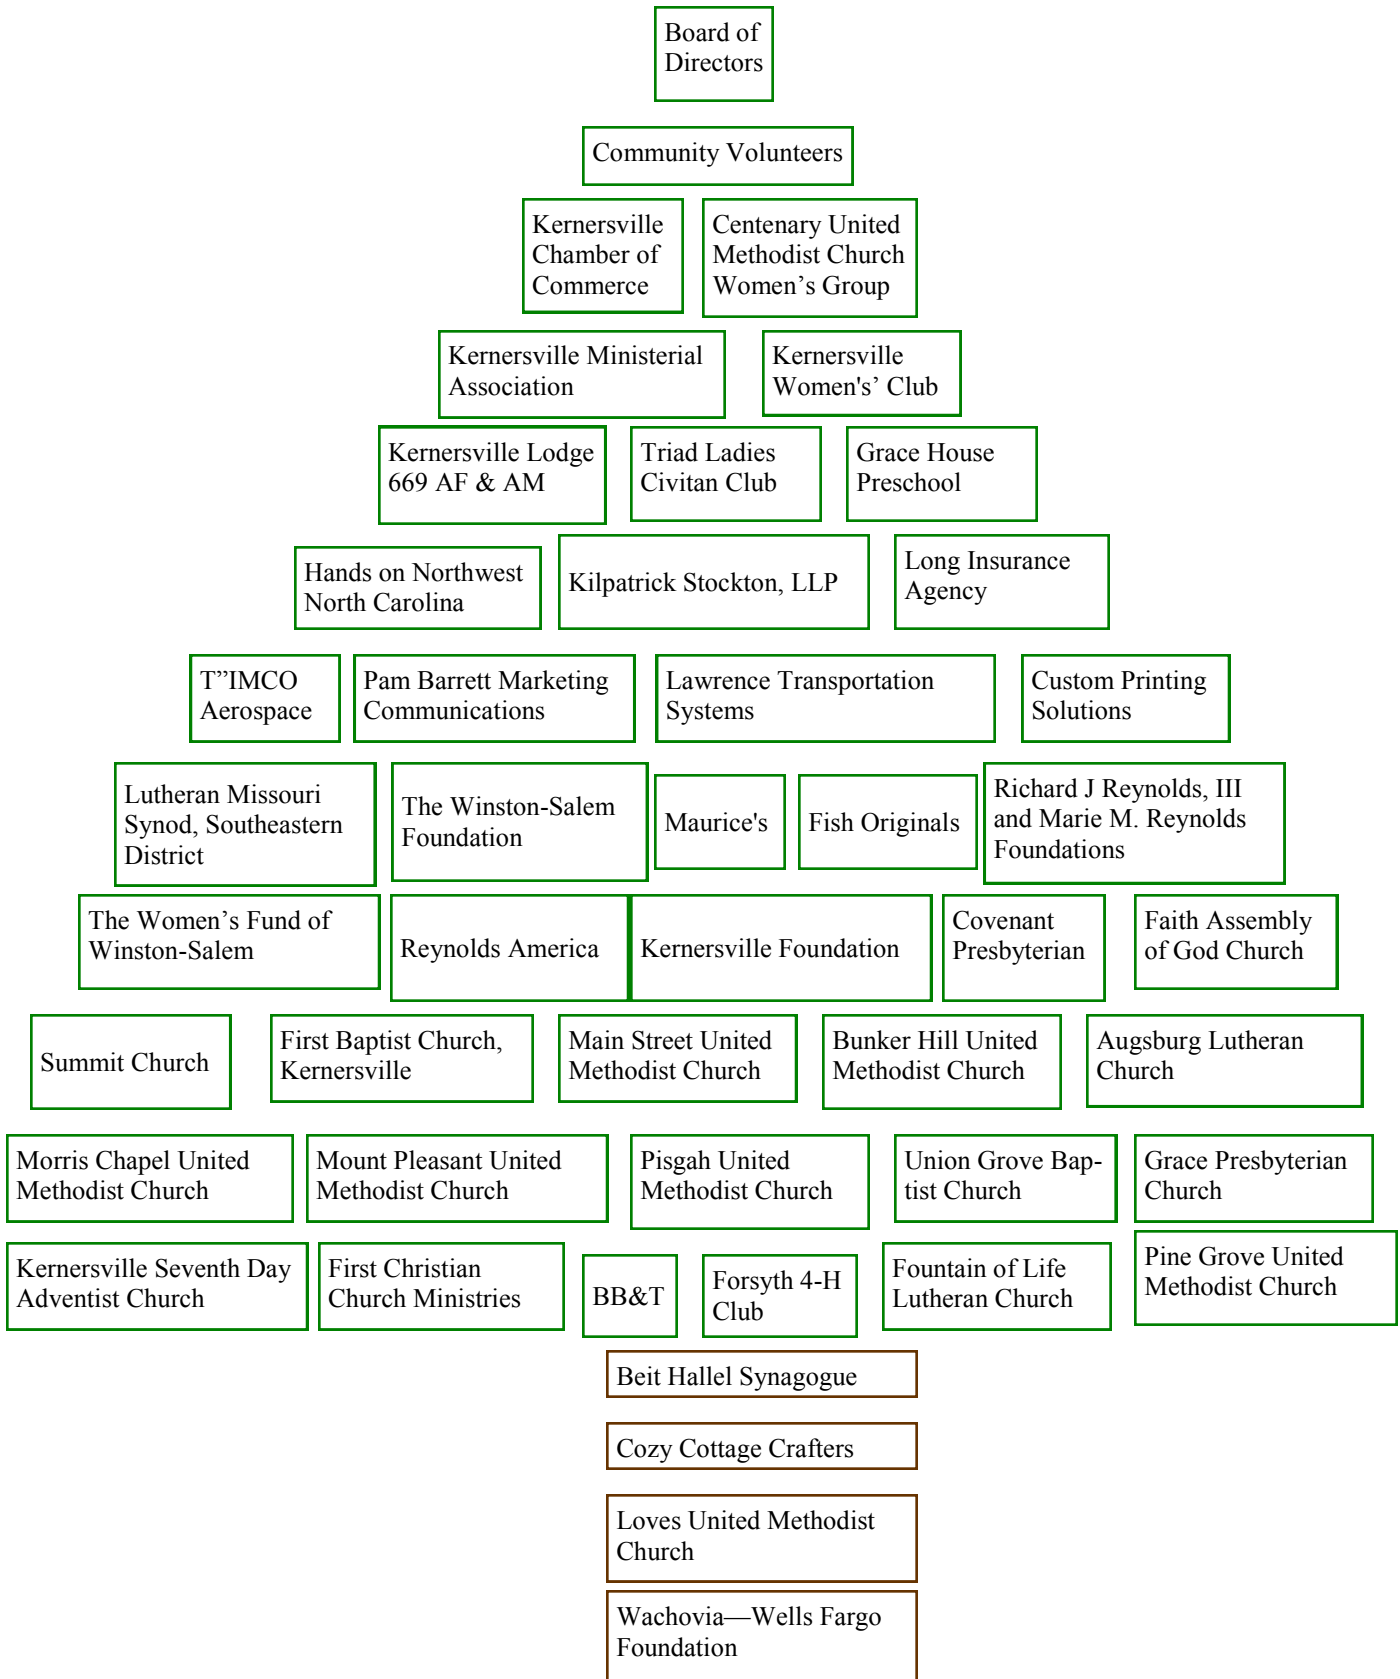 Board of
Directors
Community Volunteers
Kernersville
Chamber of
Commerce
Centenary United
Methodist Church
Women’s Group
Kernersville Ministerial
Association
Kernersville
Women's’ Club
Kernersville Lodge
669 AF & AM
Triad Ladies
Civitan Club
Grace House
Preschool
Hands on Northwest
North Carolina
Kilpatrick Stockton, LLP
Long Insurance
Agency
T”IMCO
Aerospace
Pam Barrett Marketing
Communications
Lawrence Transportation
Systems
Custom Printing
Solutions
Lutheran Missouri
Synod, Southeastern
District
The Winston-Salem
Foundation
Maurice's
Fish Originals
Richard J Reynolds, III
and Marie M. Reynolds
Foundations
The Women’s Fund of
Winston-Salem
Reynolds America
Kernersville Foundation
Covenant
Presbyterian
Faith Assembly
of God Church
Summit Church
First Baptist Church,
Kernersville
Main Street United
Methodist Church
Bunker Hill United
Methodist Church
Augsburg Lutheran
Church
Morris Chapel United
Methodist Church
Mount Pleasant United
Methodist Church
Pisgah United
Methodist Church
Union Grove Bap-
tist Church
Grace Presbyterian
Church
Kernersville Seventh Day
Adventist Church
First Christian
Church Ministries
BB&T
Forsyth 4-H
Club
Fountain of Life
Lutheran Church
Pine Grove United
Methodist Church
Beit Hallel Synagogue
Cozy Cottage Crafters
Loves United Methodist
Church
Wachovia—Wells Fargo
Foundation